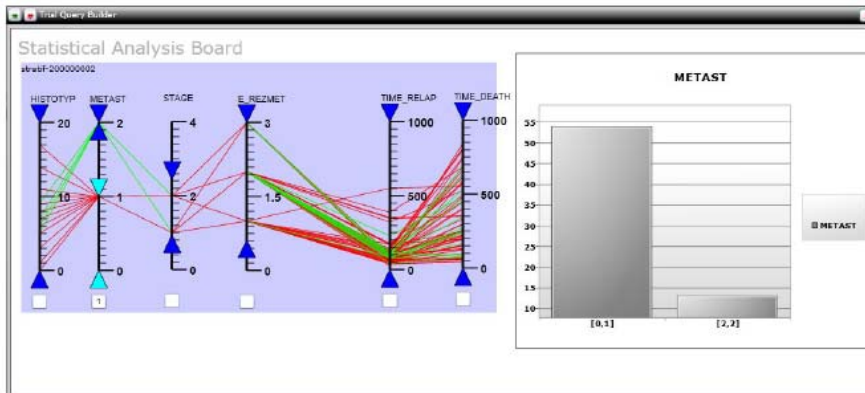 Trial Query Builder
Statistical Analysis Board
stratif-200000002
HISTOTYP METAST STAGE E_REZMET TIME_RELAP TIME_DEATH
20 2 4 3 1000 1000
10 1 2 1.5 500 500
0 0 0 0 0 0
1
METAST
55
50
45
40
35
30
25
20
15
10
[0,1] [2,2]
METAST